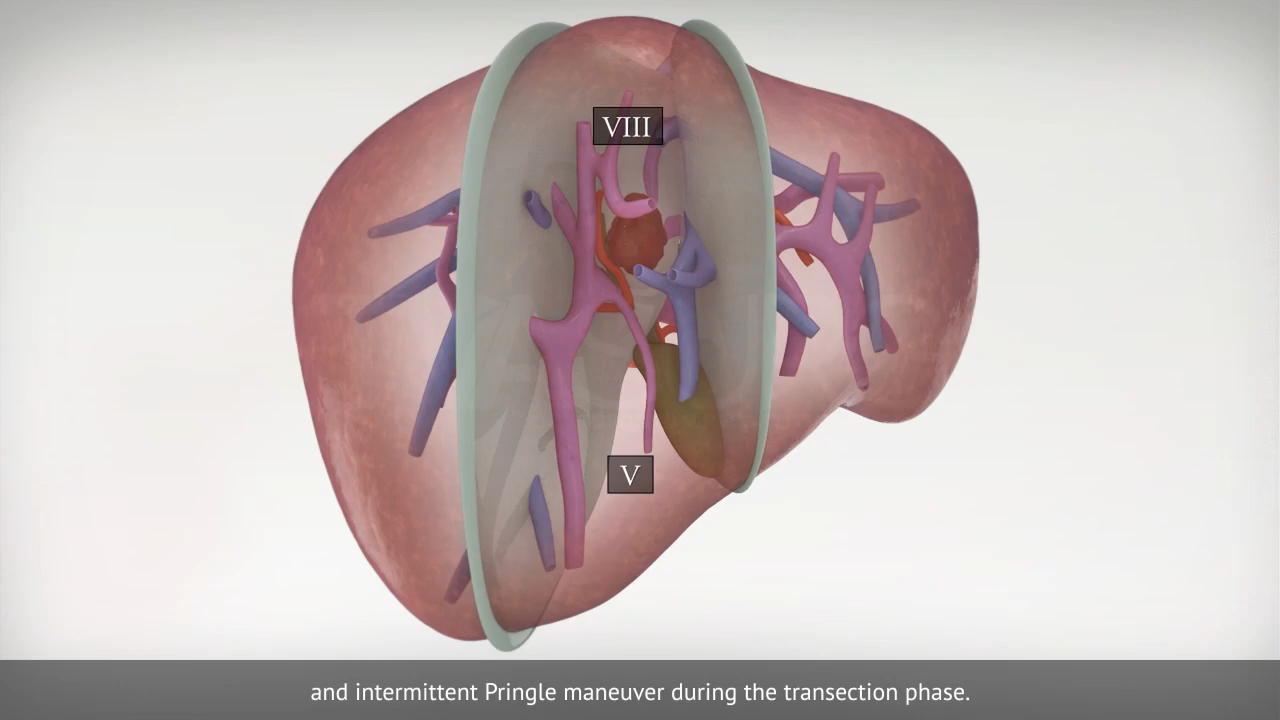 VIII
V
and intermittent Pringle maneuver during the transection phase.